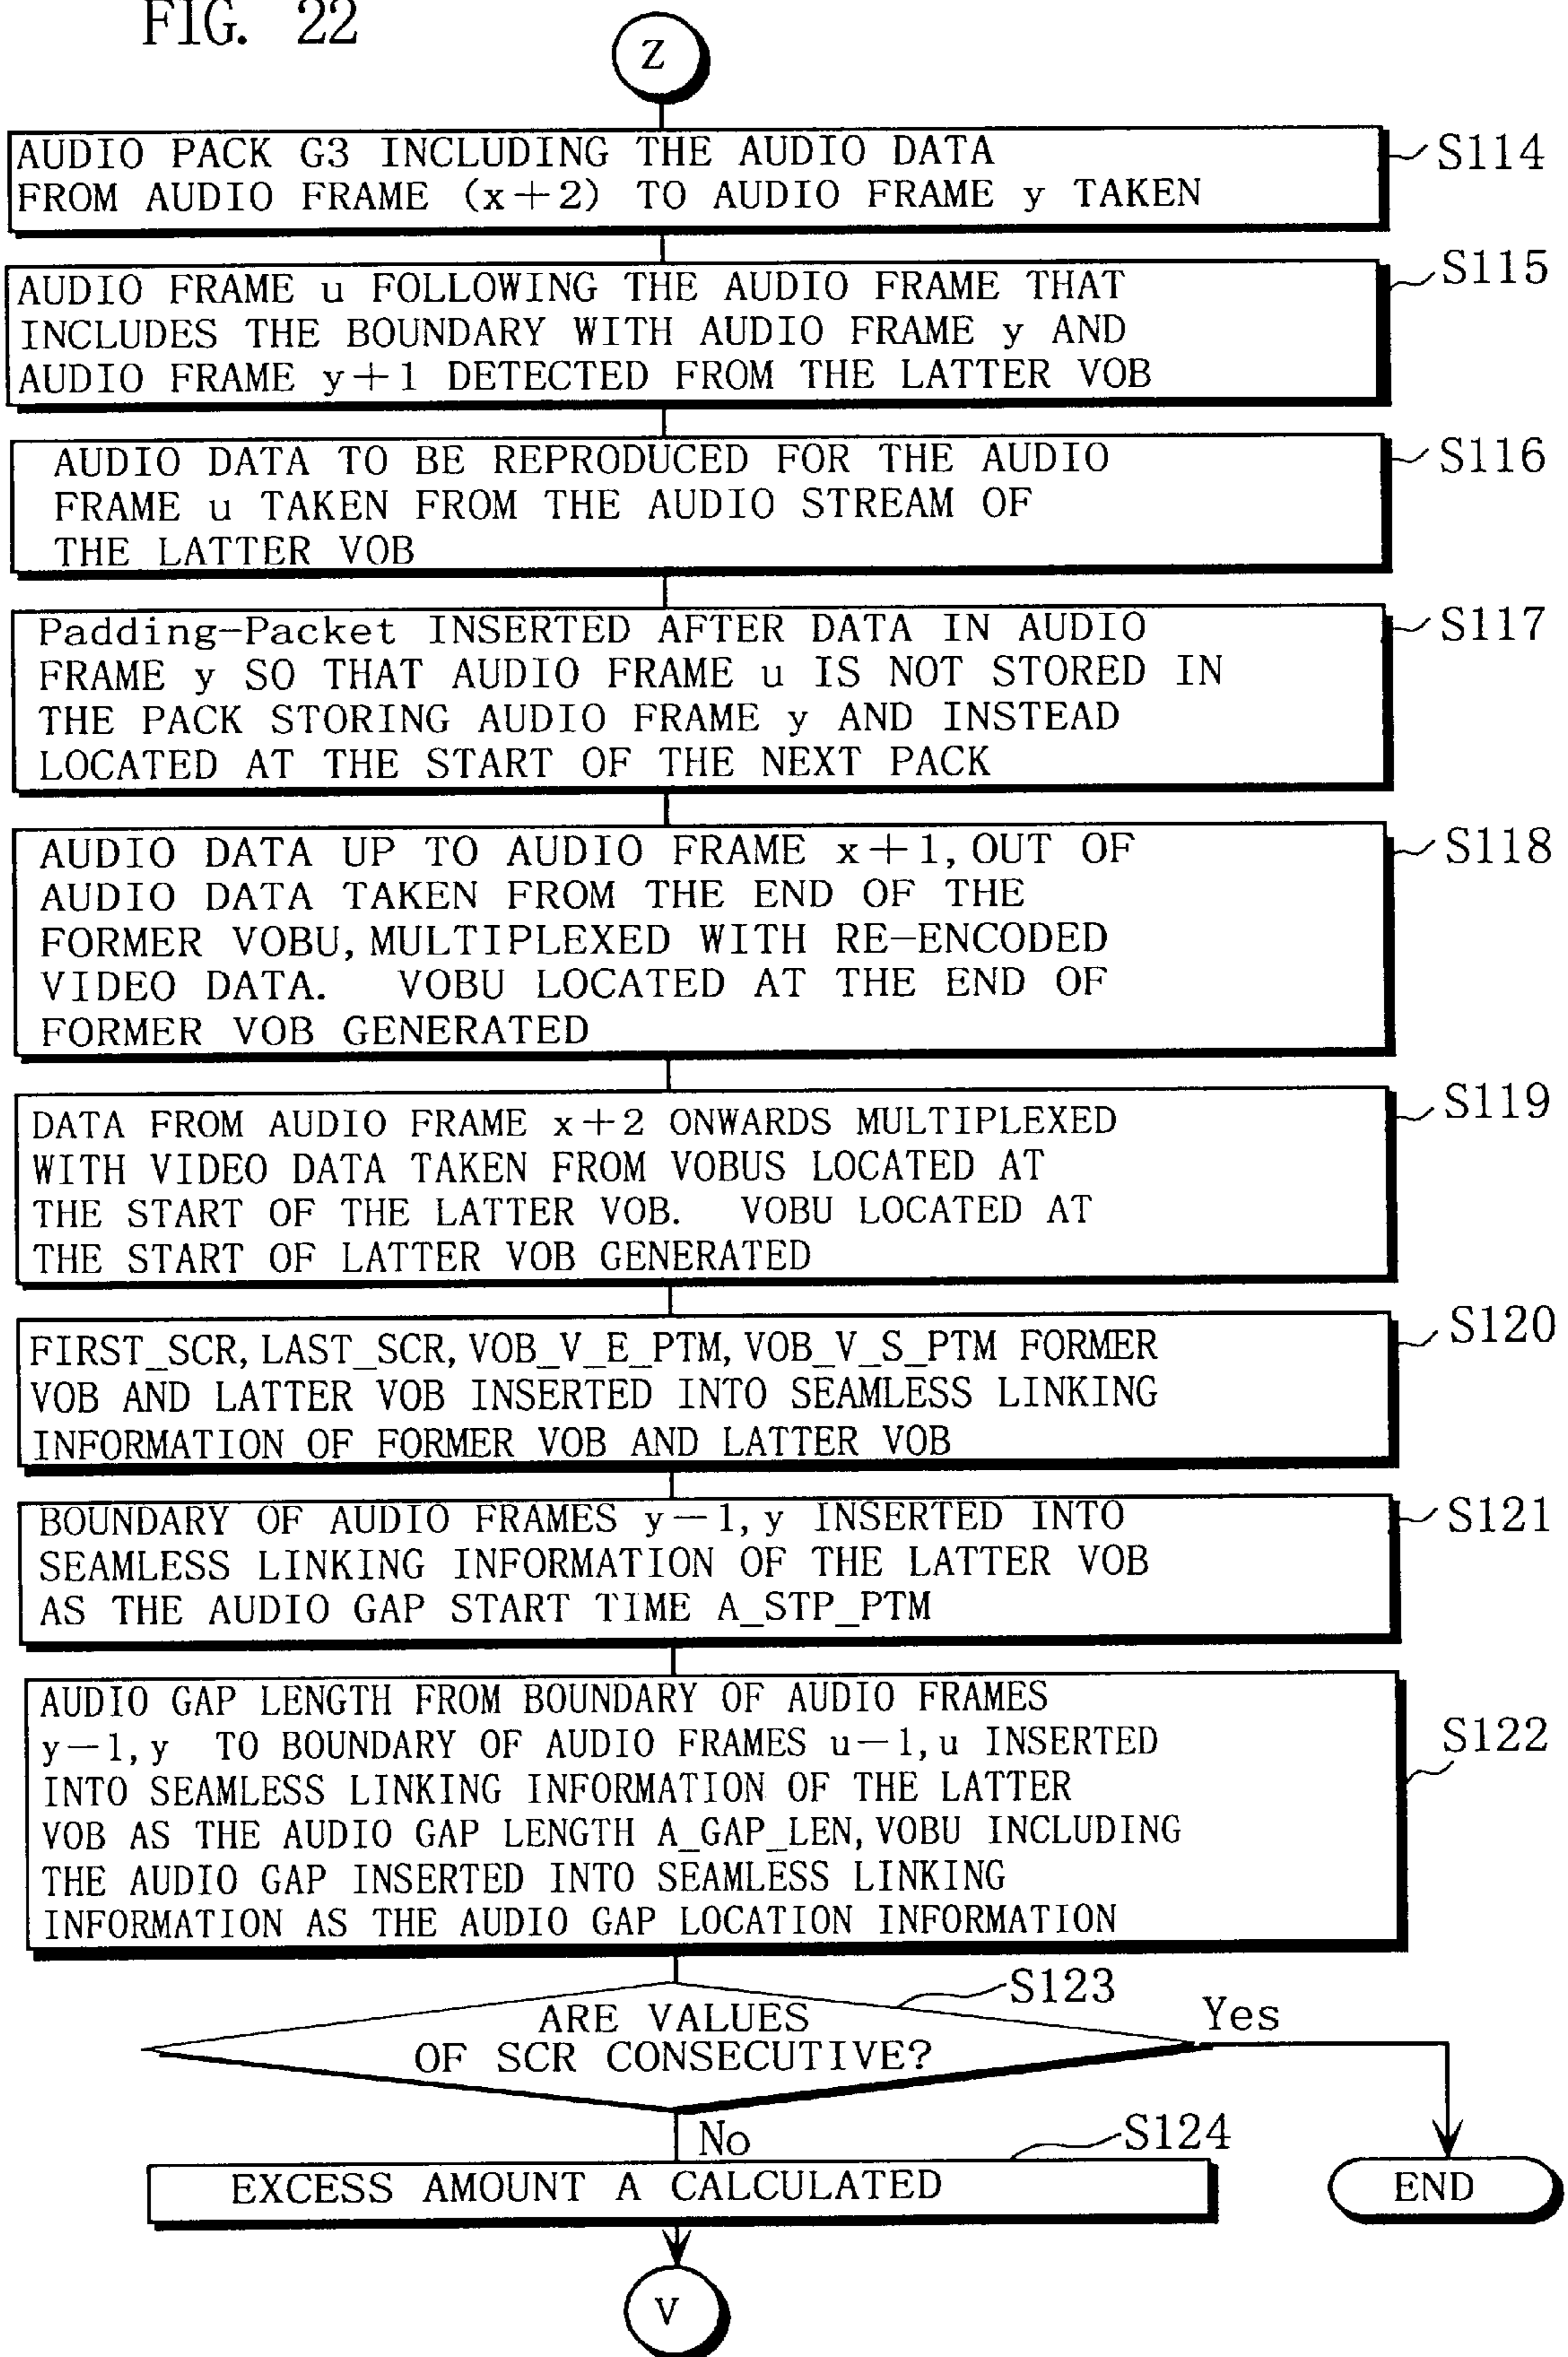 FIG. 22
Z
AUDIO PACK G3 INCLUDING THE AUDIO DATA
FROM AUDIO FRAME (x+2) TO AUDIO FRAME y TAKEN
S114
AUDIO FRAME u FOLLOWING THE AUDIO FRAME THAT
INCLUDES THE BOUNDARY WITH AUDIO FRAME y AND
AUDIO FRAME y+1 DETECTED FROM THE LATTER VOB
S115
AUDIO DATA TO BE REPRODUCED FOR THE AUDIO
FRAME u TAKEN FROM THE AUDIO STREAM OF
THE LATTER VOB
S116
Padding-Packet INSERTED AFTER DATA IN AUDIO
FRAME y SO THAT AUDIO FRAME u IS NOT STORED IN
THE PACK STORING AUDIO FRAME y AND INSTEAD
LOCATED AT THE START OF THE NEXT PACK
S117
AUDIO DATA UP TO AUDIO FRAME x+1, OUT OF
AUDIO DATA TAKEN FROM THE END OF THE
FORMER VOBU, MULTIPLEXED WITH RE-ENCODED
VIDEO DATA. VOBU LOCATED AT THE END OF
FORMER VOB GENERATED
S118
DATA FROM AUDIO FRAME x+2 ONWARDS MULTIPLEXED
WITH VIDEO DATA TAKEN FROM VOBUS LOCATED AT
THE START OF THE LATTER VOB. VOBU LOCATED AT
THE START OF LATTER VOB GENERATED
S119
FIRST_SCR, LAST_SCR, VOB_V_E_PTM, VOB_V_S_PTM FORMER
VOB AND LATTER VOB INSERTED INTO SEAMLESS LINKING
INFORMATION OF FORMER VOB AND LATTER VOB
S120
BOUNDARY OF AUDIO FRAMES y-1, y INSERTED INTO
SEAMLESS LINKING INFORMATION OF THE LATTER VOB
AS THE AUDIO GAP START TIME A_STP_PTM
S121
AUDIO GAP LENGTH FROM BOUNDARY OF AUDIO FRAMES
y-1, y TO BOUNDARY OF AUDIO FRAMES u-1, u INSERTED
INTO SEAMLESS LINKING INFORMATION OF THE LATTER
VOB AS THE AUDIO GAP LENGTH A_GAP_LEN, VOBU INCLUDING
THE AUDIO GAP INSERTED INTO SEAMLESS LINKING
INFORMATION AS THE AUDIO GAP LOCATION INFORMATION
S122
ARE VALUES
OF SCR CONSECUTIVE?
S123
Yes
No
EXCESS AMOUNT A CALCULATED
S124
END
V